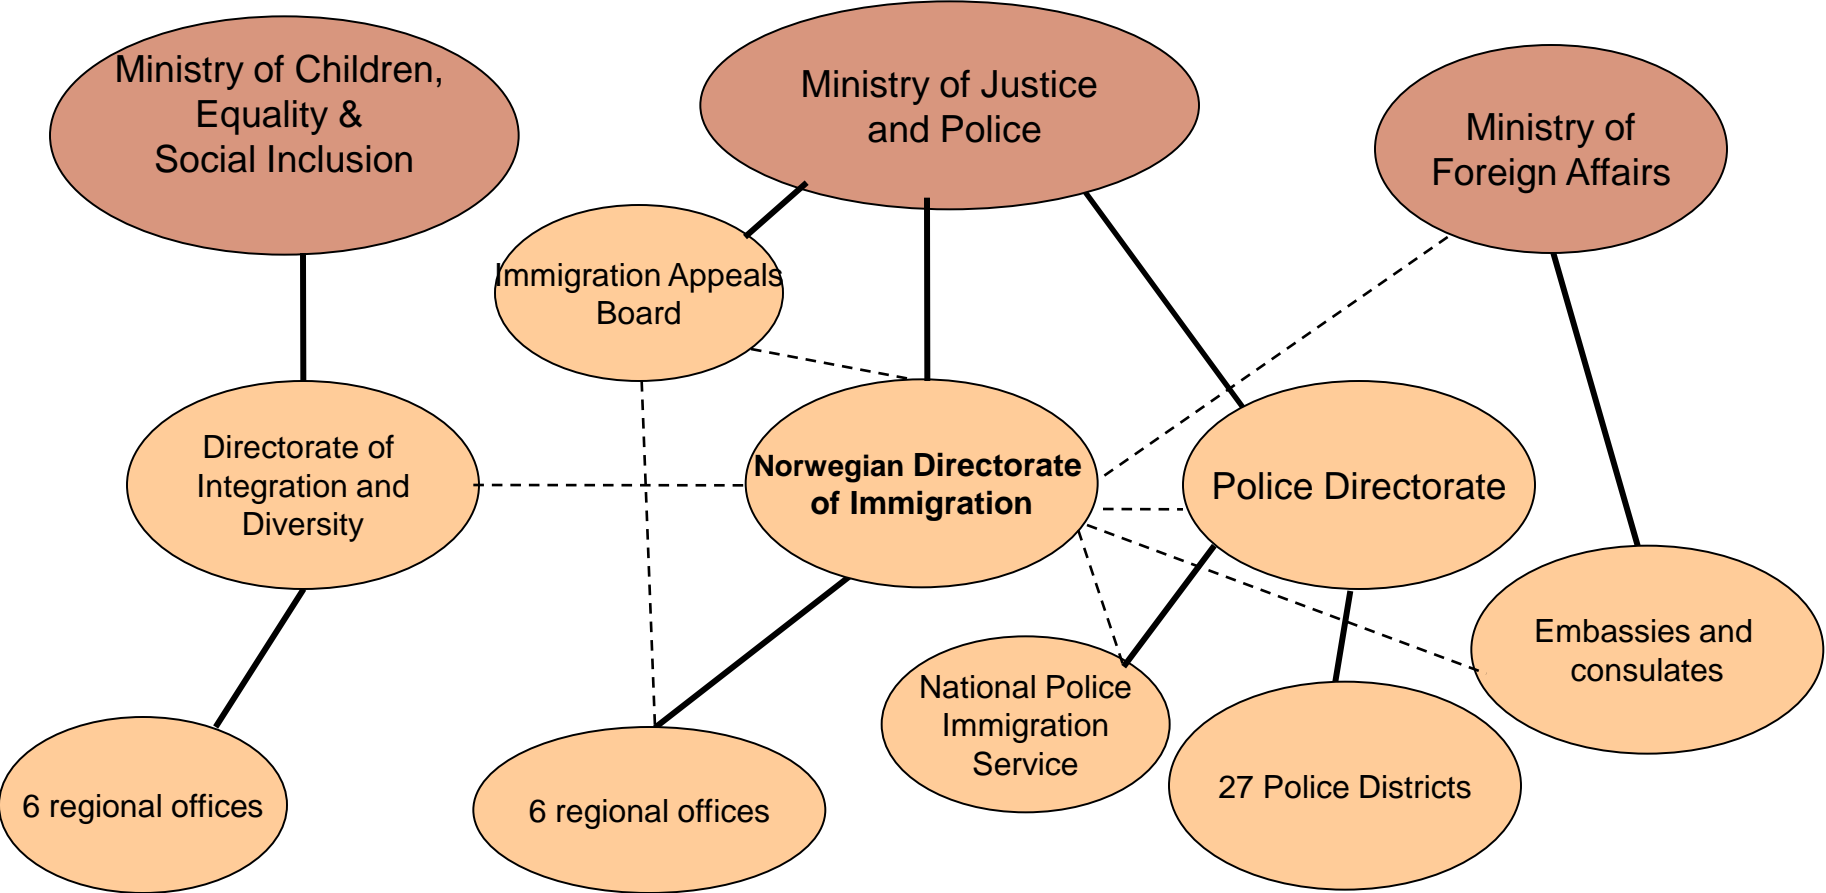 Ministry of Children,
Equality &
Social Inclusion
Ministry of Justice
and Police
Ministry of
Foreign Affairs
Immigration Appeals
Board
Directorate of
Integration and
Diversity
Norwegian Directorate
of Immigration
Police Directorate
Embassies and
consulates
National Police
Immigration
Service
27 Police Districts
6 regional offices
6 regional offices